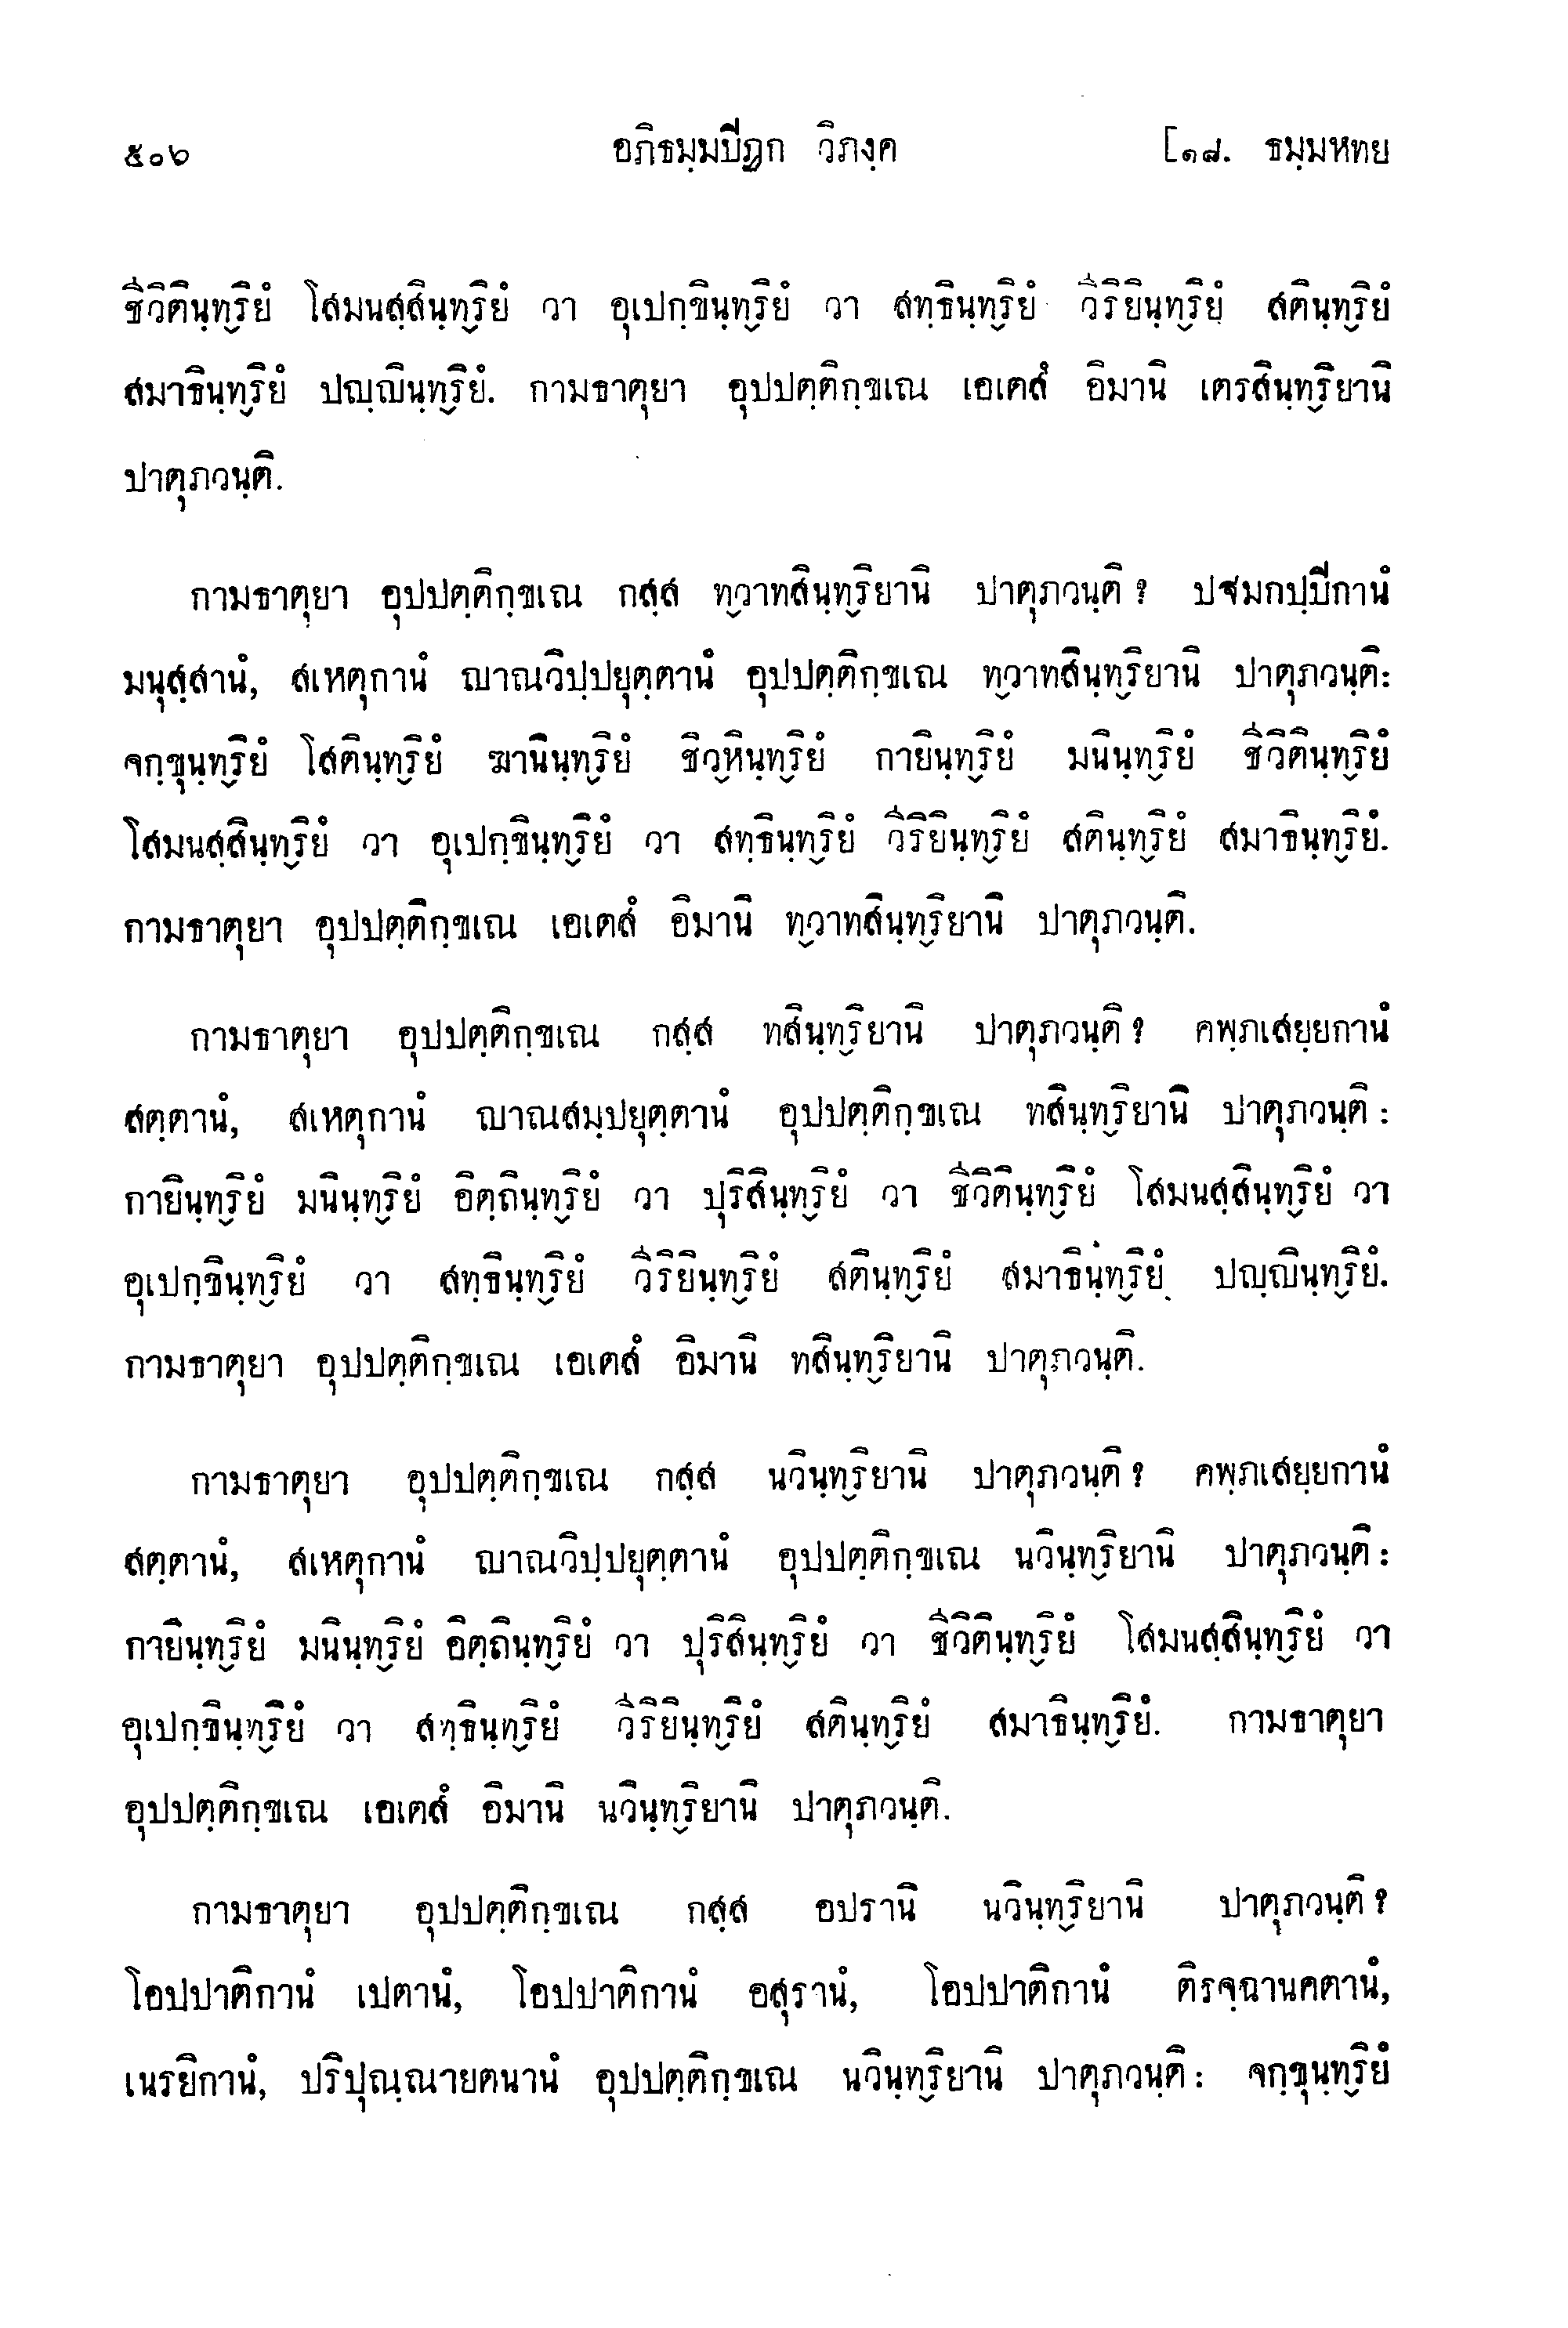 ๕๐๖ อภิธมฺมปิฏก วิภงฺค [๑๘. ธมฺมหทย
ชีวิตินฺทฺริยํ โสมนสฺสินฺทฺริยํ วา อุเปกฺขินฺทฺริยํ วา สทฺธินฺทฺริยํ วีริยินฺทฺริยํ สตินฺทฺริยํ
สมาธินฺทฺริยํ ปญฺญินฺทฺริยํ. กามธาตุยา อุปฺปตฺติกฺขเณ เอเตสํ อิมานิ เตรสินฺทฺริยานิ
ปาตุภวนฺติ.
กามธาตุยา อุปปตฺติกฺขเณ กสฺส ทฺวาทสินฺทฺริยานิ ปาตุภวนฺติ? ปฐมกปฺปิกานํ
มนุสฺสานํ, สเหตุกานํ ญาณวิปฺปยุตฺตานํ อุปปตฺติกฺขเณ ทฺวาทสินฺทฺริยานิ ปาตุภวนฺติ:
จกฺขุนฺทฺริยํ โสตินฺทฺริยํ ฆานินฺทฺริยํ ชิวฺหินฺทฺริยํ กายินฺทฺริยํ มนินฺทฺริยํ ชีวิตินฺทฺริยํ
โสมนสฺสินฺทฺริยํ วา อุเปกฺขินฺทฺริยํ วา สทฺธินฺทฺริยํ วีริยินฺทฺริยํ สตินฺทฺริยํ สมาธินฺทฺริยํ.
กามธาตุยา อุปปตฺติกฺขเณ เอเตสํ อิมานิ ทฺวาทสินฺทฺริยานิ ปาตุภวนฺติ.
กามธาตุยา อุปปตฺติกฺขเณ กสฺส ทสินฺทฺริยานิ ปาตุภวนฺติ? คพฺภเสยฺยกานํ
สตฺตานํ, สเหตุกานํ ญาณสมฺปยุตฺตานํ อุปปตฺติกฺขเณ ทสินฺทฺริยานิ ปาตุภวนฺติ:
กายินฺทฺริยํ มนินฺทฺริยํ อิตฺถินฺทฺริยํ วา ปุริสินฺทฺริยํ วา ชีวิตินฺทฺริยํ โสมนสฺสินฺทฺริยํ วา
อุเปกฺขินฺทฺริยํ วา สทฺธินฺทฺริยํ วีริยินฺทฺริยํ สตินฺทฺริยํ สมาธินฺทฺริยํ ปญฺญินฺทฺริยํ.
กามธาตุยา อุปปตฺติกฺขเณ เอเตสํ อิมานิ ทสินฺทฺริยานิ ปาตุภวนฺติ.
กามธาตุยา อุปปตฺติกฺขเณ กสฺส นวินฺทฺริยานิ ปาตุภวนฺติ? คพฺภเสยฺยกานํ
สตฺตานํ, สเหตุกานํ ญาณวิปฺปยุตฺตานํ อุปปตฺติกฺขเณ นวินฺทฺริยานิ ปาตุภวนฺติ:
กายินฺทฺริยํ มนินฺทฺริยํ อิตฺถินฺทฺริยํ วา ปุริสินฺทฺริยํ วา ชีวิตินฺทฺริยํ โสมนสฺสินฺทฺริยํ วา
อุเปกฺขินฺทฺริยํ วา สทฺธินฺทฺริยํ วีริยินฺทฺริยํ สตินฺทฺริยํ สมาธินฺทฺริยํ. กามธาตุยา
อุปปตฺติกฺขเณ เอเตสํ อิมานิ นวินฺทฺริยานิ ปาตุภวนฺติ.
กามธาตุยา อุปปตฺติกฺขเณ กสฺส อปรานิ นวินฺทฺริยานิ ปาตุภวนฺติ?
โอปปาติกานํ เปตานํ, โอปปาติกานํ อสุรานํ, โอปปาติกานํ ติรจฺฉานคตานํ,
เนรยิกานํ, ปริปุณฺณายตนานํ อุปปตฺติกฺขเณ นวินฺทฺริยานิ ปาตุภวนฺติ: จกฺขุนฺทฺริยํ